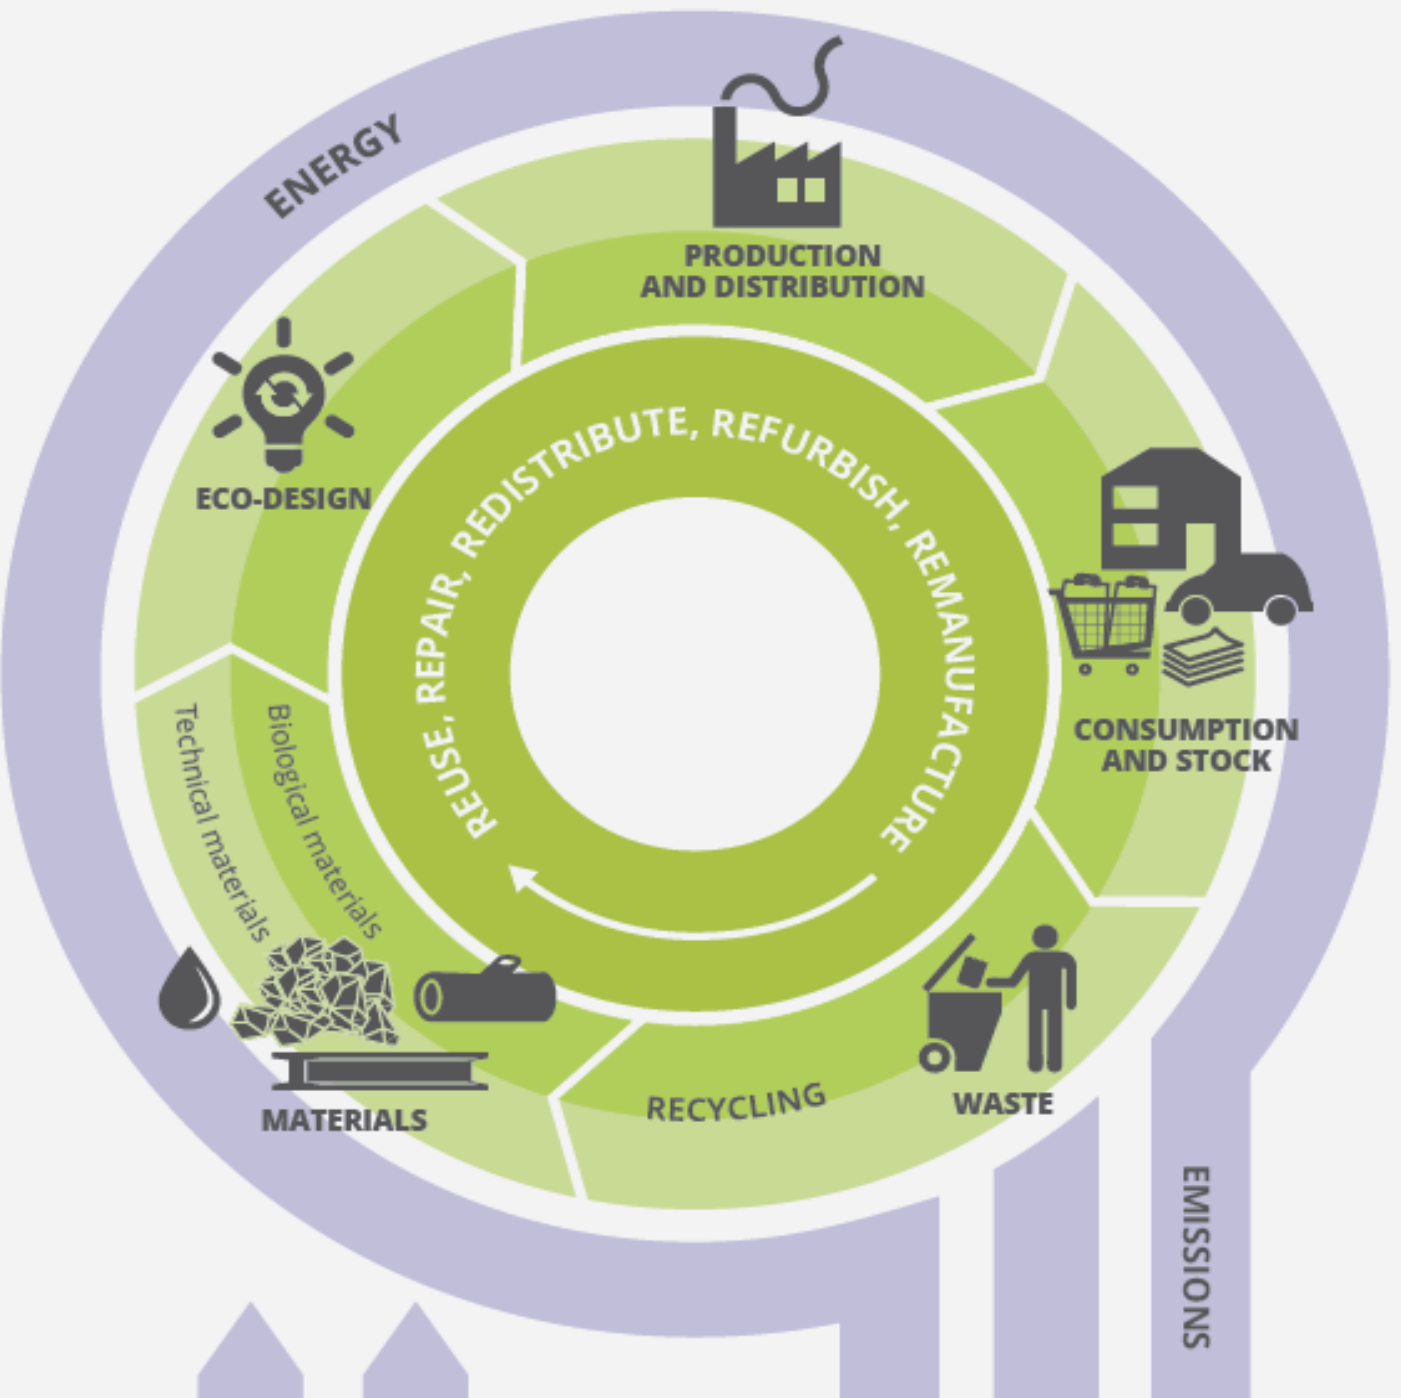 ENERGY
PRODUCTION
AND DISTRIBUTION
ECO-DESIGN
REUSE, REPAIR, REDISTRIBUTE, REFURBISH, REMANUFACTURE
CONSUMPTION
AND STOCK
Technical materials
Biological materials
MATERIALS
RECYCLING
WASTE
EMISSIONS